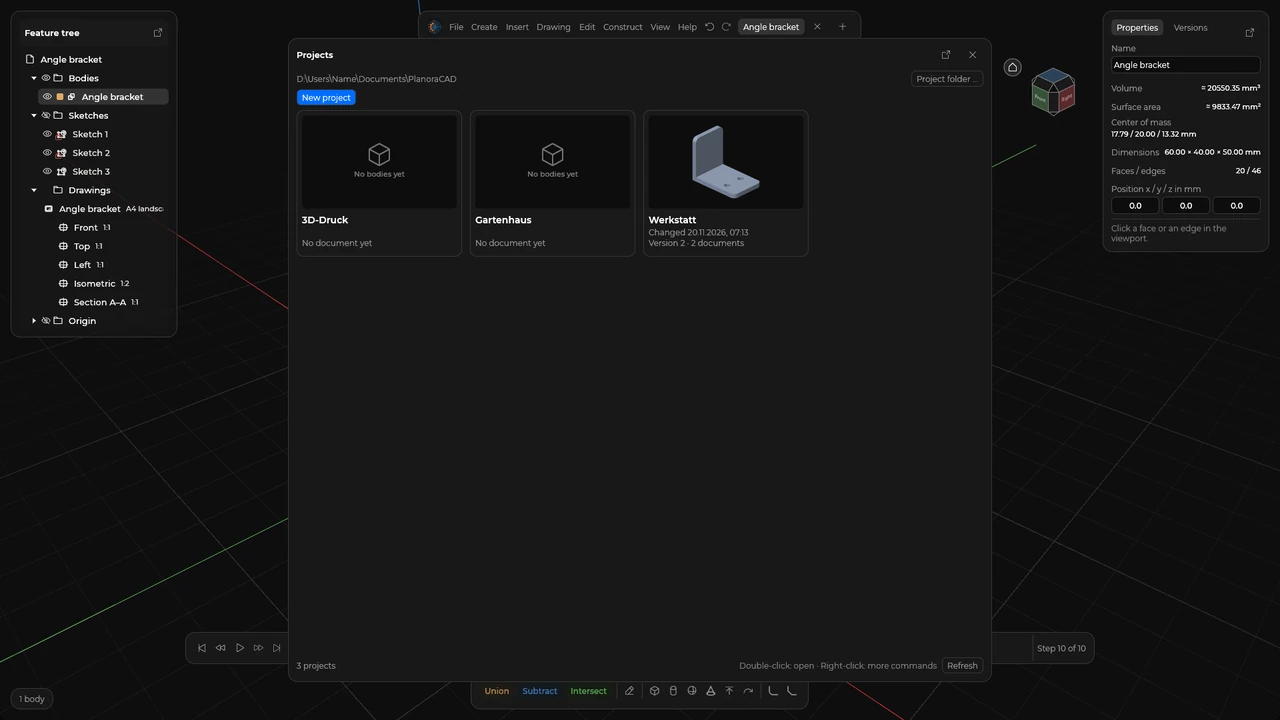 File Create Insert Drawing Edit Construct View Help Angle bracket
Feature tree
Angle bracket
Bodies
Angle bracket
Sketches
Sketch 1
Sketch 2
Sketch 3
Drawings
Angle bracket A4 landsc
Front 1:1
Top 1:1
Left 1:1
Isometric 1:2
Section A–A 1:1
Origin
Projects
D:\Users\Name\Documents\PlanoraCAD
Project folder ...
New project
No bodies yet
3D-Druck
No document yet
No bodies yet
Gartenhaus
No document yet
Werkstatt
Changed 20.11.2026, 07:13
Version 2 · 2 documents
3 projects
Double-click: open · Right-click: more commands
Refresh
Front
Right
Properties Versions
Name
Angle bracket
Volume ≈ 20550.35 mm³
Surface area ≈ 9833.47 mm²
Center of mass
17.79 / 20.00 / 13.32 mm
Dimensions 60.00 × 40.00 × 50.00 mm
Faces / edges 20 / 46
Position x / y / z in mm
0.0 0.0 0.0
Click a face or an edge in the
viewport.
Step 10 of 10
Union Subtract Intersect
1 body